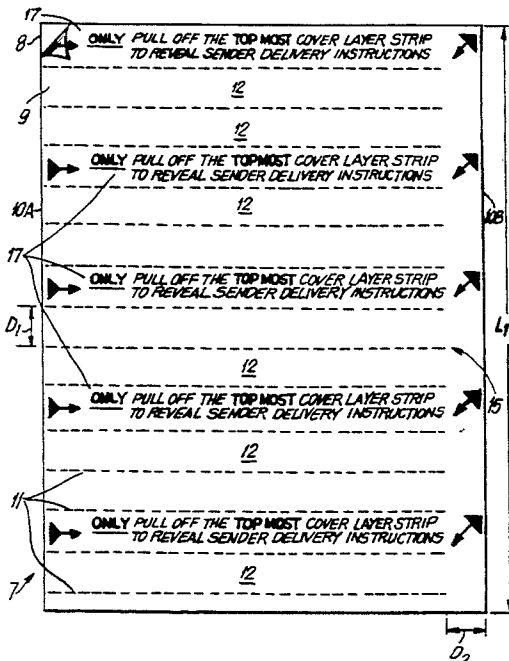 17
8
ONLY PULL OFF THE TOP MOST COVER LAYER STRIP
TO REVEAL SENDER DELIVERY INSTRUCTIONS
9
12
12
ONLY PULL OFF THE TOPMOST COVER LAYER STRIP
TO REVEAL SENDER DELIVERY INSTRUCTIONS
10A
12
10B
17
ONLY PULL OFF THE TOP MOST COVER LAYER STRIP
TO REVEAL SENDER DELIVERY INSTRUCTIONS
D1
L1
12
15
ONLY PULL OFF THE TOP MOST COVER LAYER STRIP
TO REVEAL SENDER DELIVERY INSTRUCTIONS
12
11
ONLY PULL OFF THE TOP MOST COVER LAYER STRIP
TO REVEAL SENDER DELIVERY INSTRUCTIONS
12
7
D2